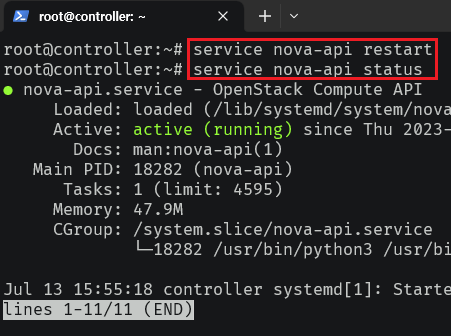 root@controller: ~
root@controller:~# service nova-api restart
root@controller:~# service nova-api status
● nova-api.service - OpenStack Compute API
Loaded: loaded (/lib/systemd/system/nova
Active: active (running) since Thu 2023-
Docs: man:nova-api(1)
Main PID: 18282 (nova-api)
Tasks: 1 (limit: 4595)
Memory: 47.9M
CGroup: /system.slice/nova-api.service
└─18282 /usr/bin/python3 /usr/bi
Jul 13 15:55:18 controller systemd[1]: Starte
lines 1-11/11 (END)